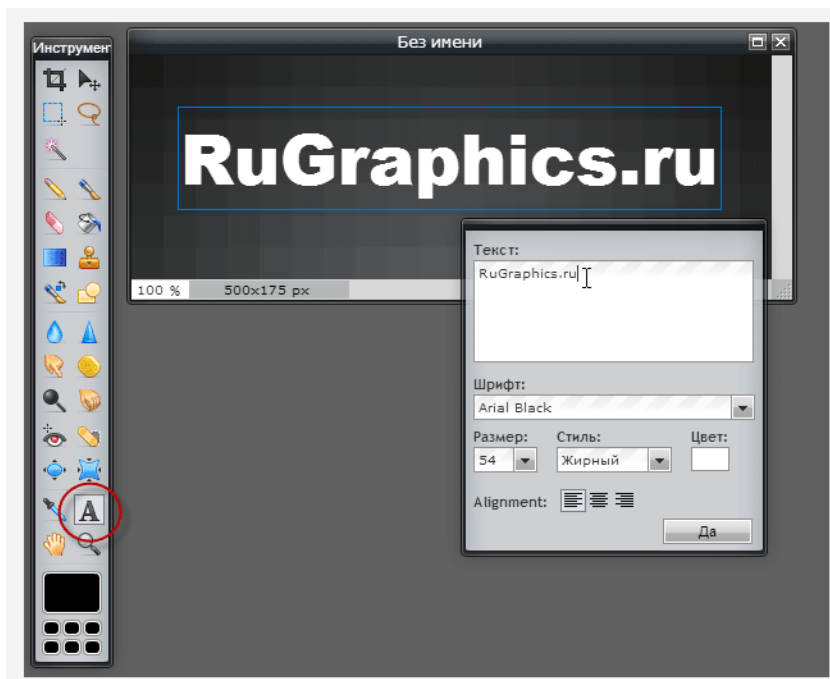 Инструмен
Без имени
RuGraphics.ru
100 %
500x175 px
Текст:
RuGraphics.ru
Шрифт:
Arial Black
Размер:
Стиль:
Цвет:
54
Жирный
Alignment:
Да
A